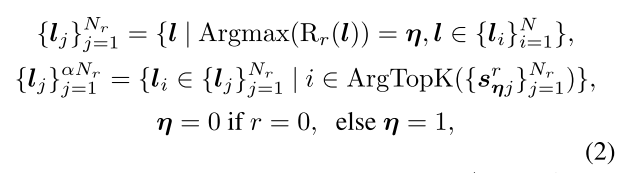 {l_j}_{j=1}^{N_r} = {l | Argmax(R_r(l)) = η, l ∈ {l_i}_{i=1}^{N}},
{l_j}_{j=1}^{αN_r} = {l_i ∈ {l_j}_{j=1}^{N_r} | i ∈ ArgTopK({s_{ηj}^r}_{j=1}^{N_r})},
η = 0 if r = 0, else η = 1,
(2)